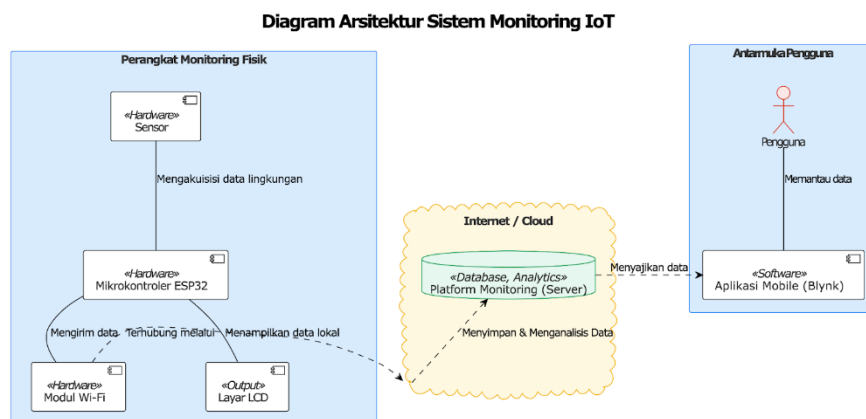 Diagram Arsitektur Sistem Monitoring IoT
Perangkat Monitoring Fisik
«Hardware»
Sensor
Mengakuisisi data lingkungan
«Hardware»
Mikrokontroler ESP32
Mengirim data
Terhubung melalui
Menampilkan data lokal
«Hardware»
Modul Wi-Fi
«Output»
Layar LCD
Internet / Cloud
«Database, Analytics»
Platform Monitoring (Server)
Menyimpan & Menganalisis Data
Menyajikan data
Antarmuka Pengguna
Pengguna
Memantau data
«Software»
Aplikasi Mobile (Blynk)